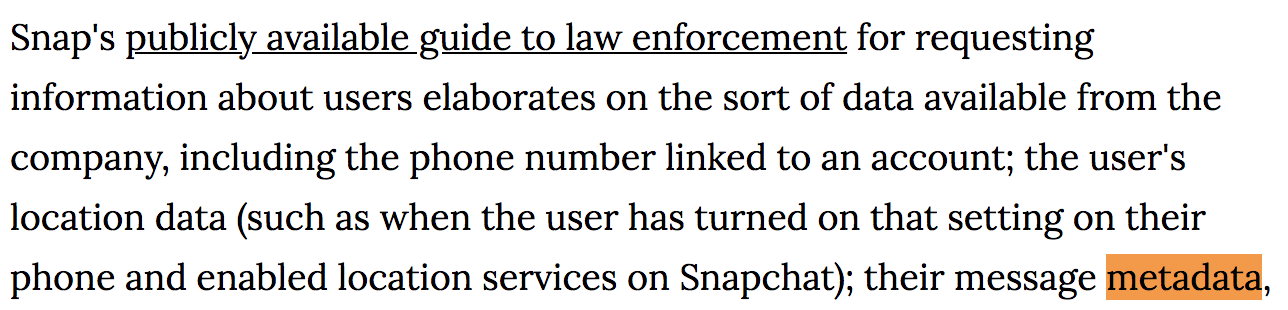 Snap's publicly available guide to law enforcement for requesting
information about users elaborates on the sort of data available from the
company, including the phone number linked to an account; the user's
location data (such as when the user has turned on that setting on their
phone and enabled location services on Snapchat); their message metadata,